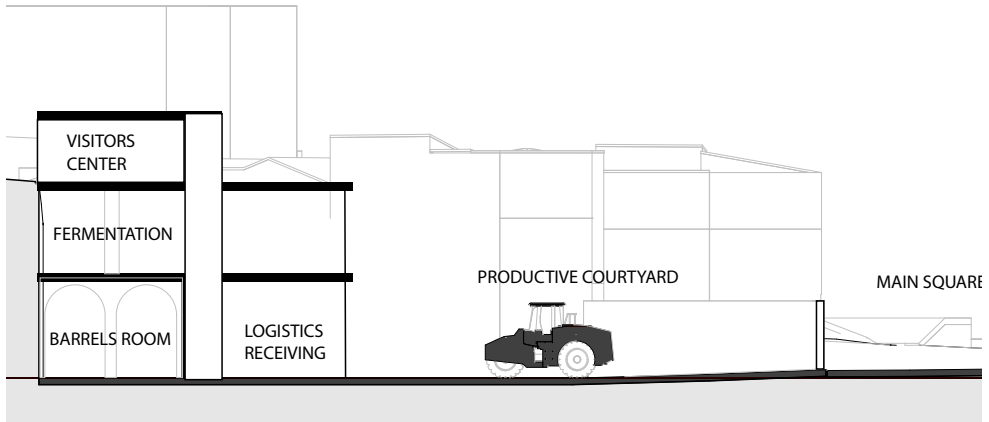 VISITORS
CENTER
FERMENTATION
PRODUCTIVE COURTYARD
MAIN SQUARE
BARRELS ROOM
LOGISTICS
RECEIVING